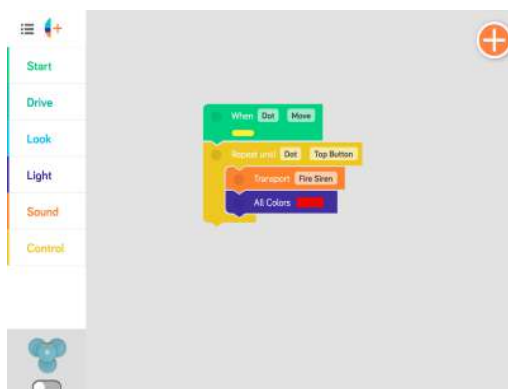 Start
Drive
Look
Light
Sound
Control
When Dot Move
Repeat until Dot Top Button
Transport Fire Siren
All Colors